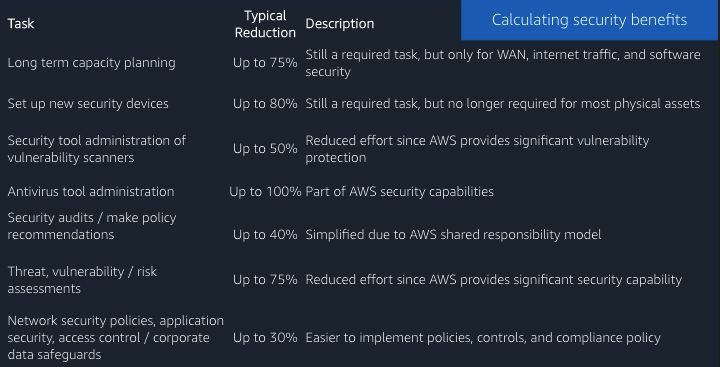 Calculating security benefits
Task
Typical
Reduction
Description
Long term capacity planning
Up to 75%
Still a required task, but only for WAN, internet traffic, and software
security
Set up new security devices
Up to 80%
Still a required task, but no longer required for most physical assets
Security tool administration of
vulnerability scanners
Up to 50%
Reduced effort since AWS provides significant vulnerability
protection
Antivirus tool administration
Up to 100%
Part of AWS security capabilities
Security audits / make policy
recommendations
Up to 40%
Simplified due to AWS shared responsibility model
Threat, vulnerability / risk
assessments
Up to 75%
Reduced effort since AWS provides significant security capability
Network security policies, application
security, access control / corporate
data safeguards
Up to 30%
Easier to implement policies, controls, and compliance policy